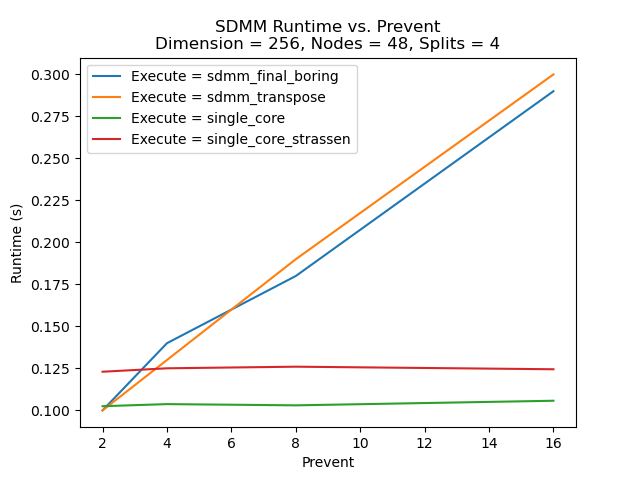 SDMM Runtime vs. Prevent
Dimension = 256, Nodes = 48, Splits = 4
Execute = sdmm_final_boring
Execute = sdmm_transpose
Execute = single_core
Execute = single_core_strassen
Runtime (s)
0.300
0.275
0.250
0.225
0.200
0.175
0.150
0.125
0.100
2 4 6 8 10 12 14 16
Prevent